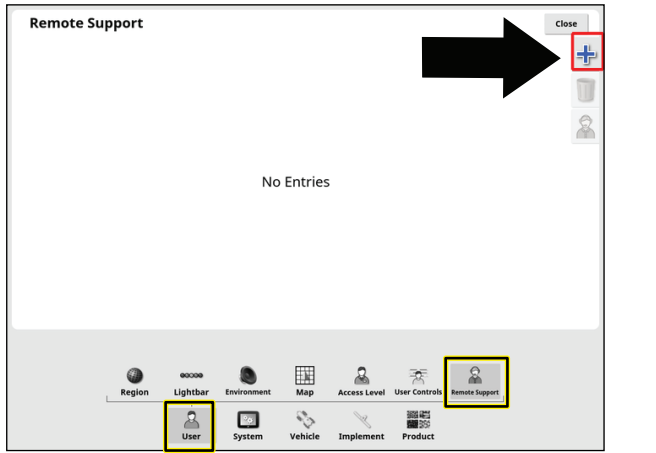 Remote Support
Close
No Entries
Region
Lightbar
Environment
Map
Access Level
User Controls
Remote Support
User
System
Vehicle
Implement
Product